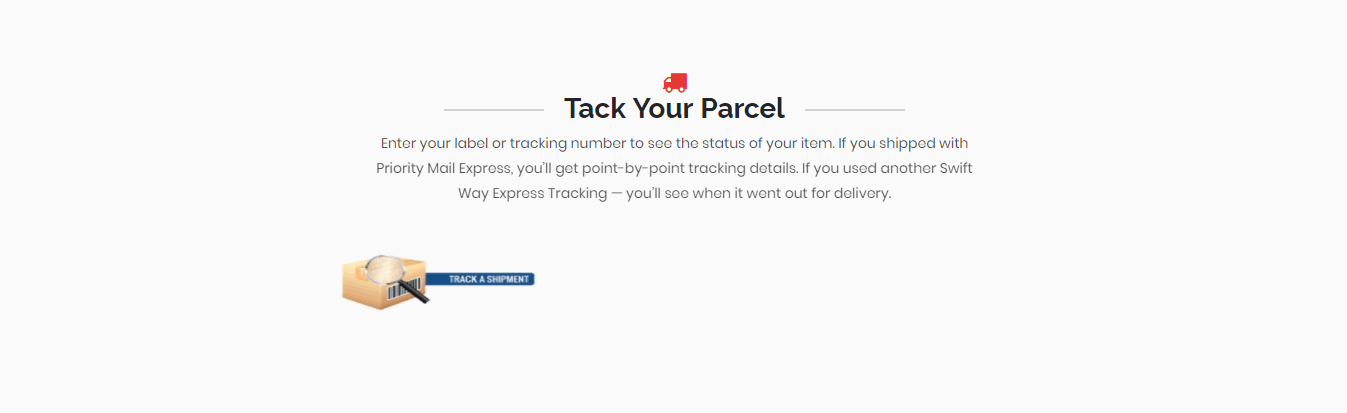 Tack Your Parcel
Enter your label or tracking number to see the status of your item. If you shipped with
Priority Mail Express, you'll get point-by-point tracking details. If you used another Swift
Way Express Tracking — you'll see when it went out for delivery.
TRACK A SHIPMENT